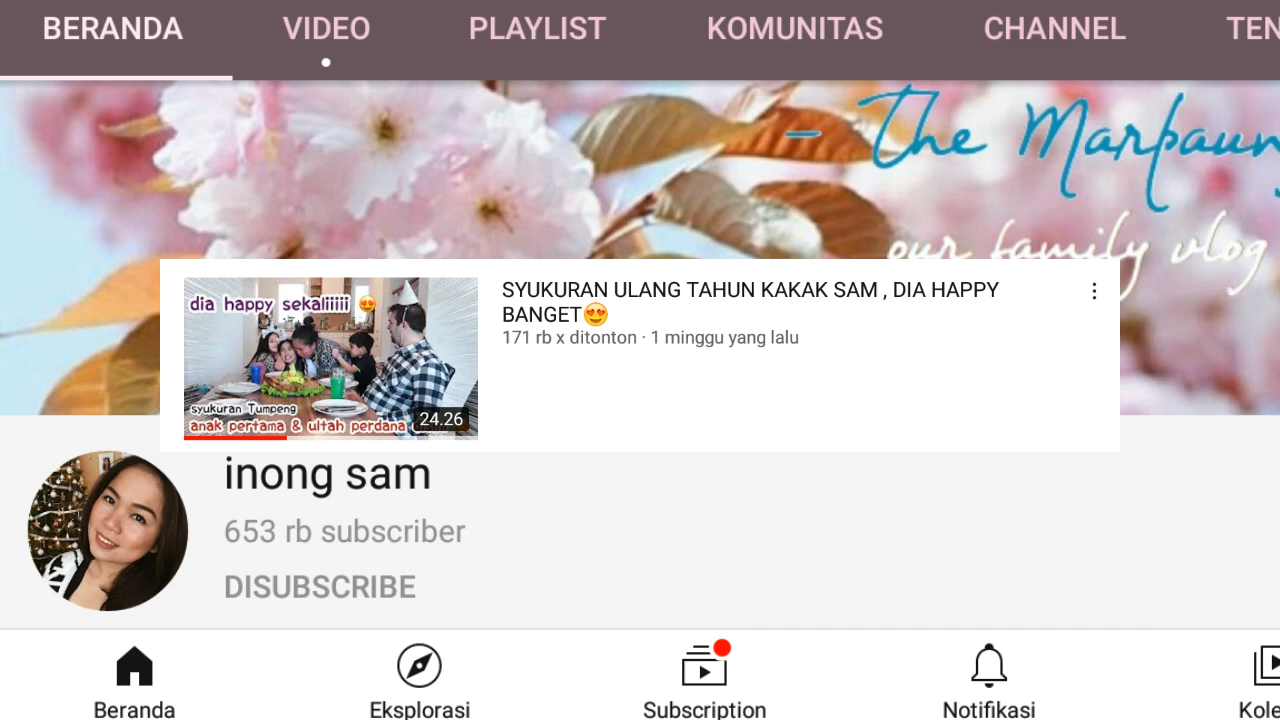 BERANDA VIDEO PLAYLIST KOMUNITAS CHANNEL TEN
- The Marpaun
our family vlog
dia happy sekaliiiii 😍
syukuran Tumpeng
anak pertama & ultah perdana
24.26
SYUKURAN ULANG TAHUN KAKAK SAM , DIA HAPPY
BANGET😍
171 rb x ditonton · 1 minggu yang lalu
inong sam
653 rb subscriber
DISUBSCRIBE
Beranda Eksplorasi Subscription Notifikasi Kole